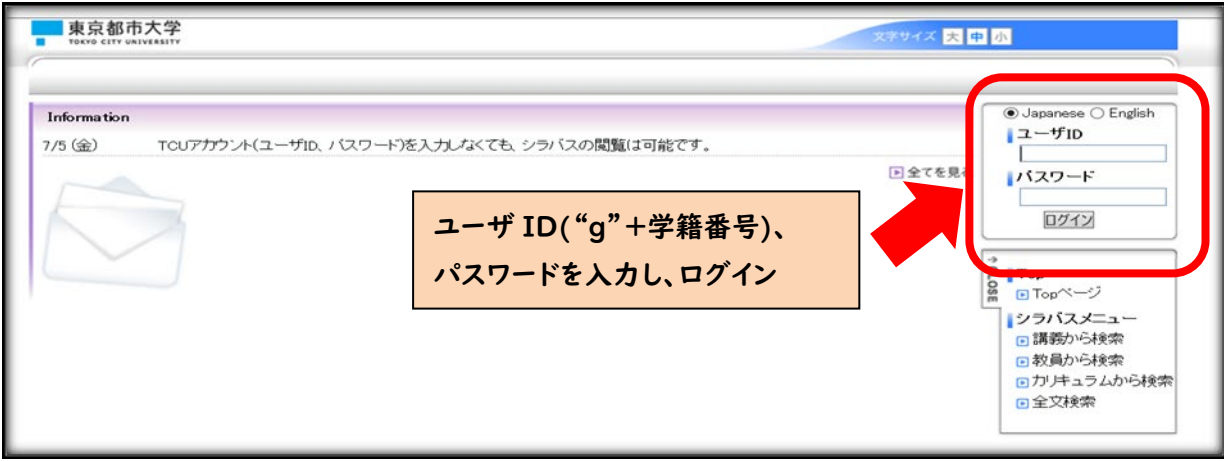 東京都市大学
TOKYO CITY UNIVERSITY
文字サイズ 大 中 小
Information
7/5 (金) TCUアカウント(ユーザID、パスワード)を入力しなくても、シラバスの閲覧は可能です。
全てを見
ユーザ ID(“g”+学籍番号)、
パスワードを入力し、ログイン
Japanese English
ユーザID
パスワード
ログイン
Top
Topページ
シラバスメニュー
講義から検索
教員から検索
カリキュラムから検索
全文検索